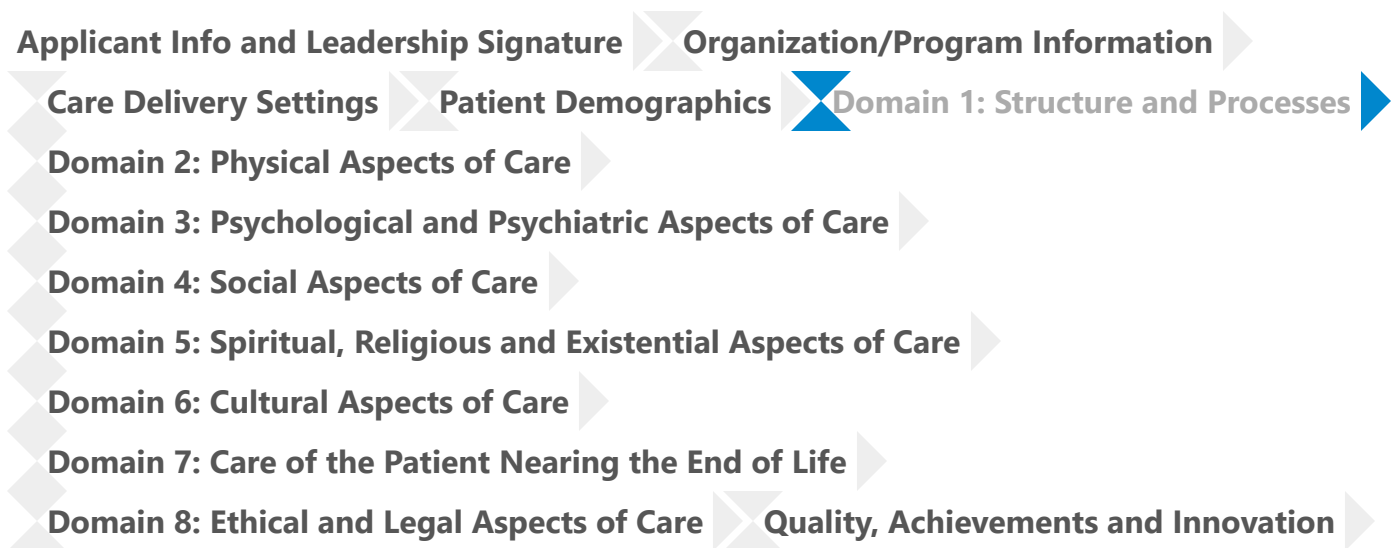 Applicant Info and Leadership Signature Organization/Program Information
Care Delivery Settings Patient Demographics Domain 1: Structure and Processes
Domain 2: Physical Aspects of Care
Domain 3: Psychological and Psychiatric Aspects of Care
Domain 4: Social Aspects of Care
Domain 5: Spiritual, Religious and Existential Aspects of Care
Domain 6: Cultural Aspects of Care
Domain 7: Care of the Patient Nearing the End of Life
Domain 8: Ethical and Legal Aspects of Care Quality, Achievements and Innovation